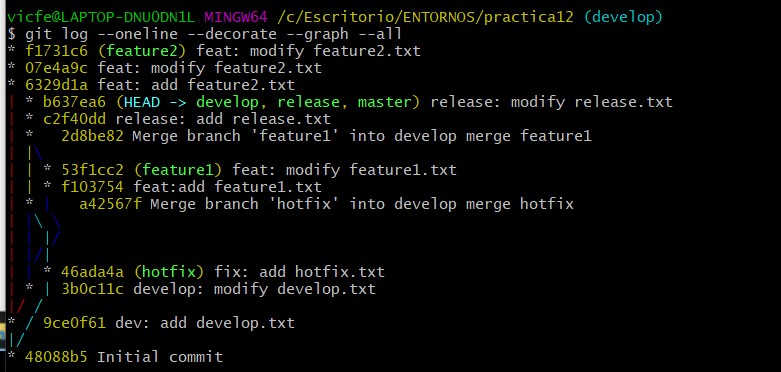 vicfe@LAPTOP-DNU0DN1L MINGW64 /c/Escritorio/ENTORNOS/practica12 (develop)
$ git log --oneline --decorate --graph --all
* f1731c6 (feature2) feat: modify feature2.txt
* 07e4a9c feat: modify feature2.txt
* 6329d1a feat: add feature2.txt
| * b637ea6 (HEAD -> develop, release, master) release: modify release.txt
| * c2f40dd release: add release.txt
| *   2d8be82 Merge branch 'feature1' into develop merge feature1
| |\
| | * 53f1cc2 (feature1) feat: modify feature1.txt
| | * f103754 feat:add feature1.txt
| * |   a42567f Merge branch 'hotfix' into develop merge hotfix
| |\ \
| | |/
| |/|
| | * 46ada4a (hotfix) fix: add hotfix.txt
| * | 3b0c11c develop: modify develop.txt
|/ /
* / 9ce0f61 dev: add develop.txt
|/
* 48088b5 Initial commit